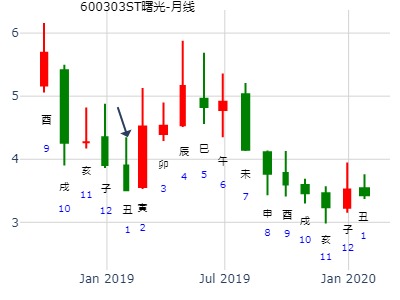 600303ST曙光-月线
6
5
4
3
酉
9
戌
10
亥
11
子
12
丑
1
寅
2
卯
3
辰
4
巳
5
午
6
未
7
申
8
酉
9
戌
10
亥
11
子
12
丑
1
Jan 2019
Jul 2019
Jan 2020